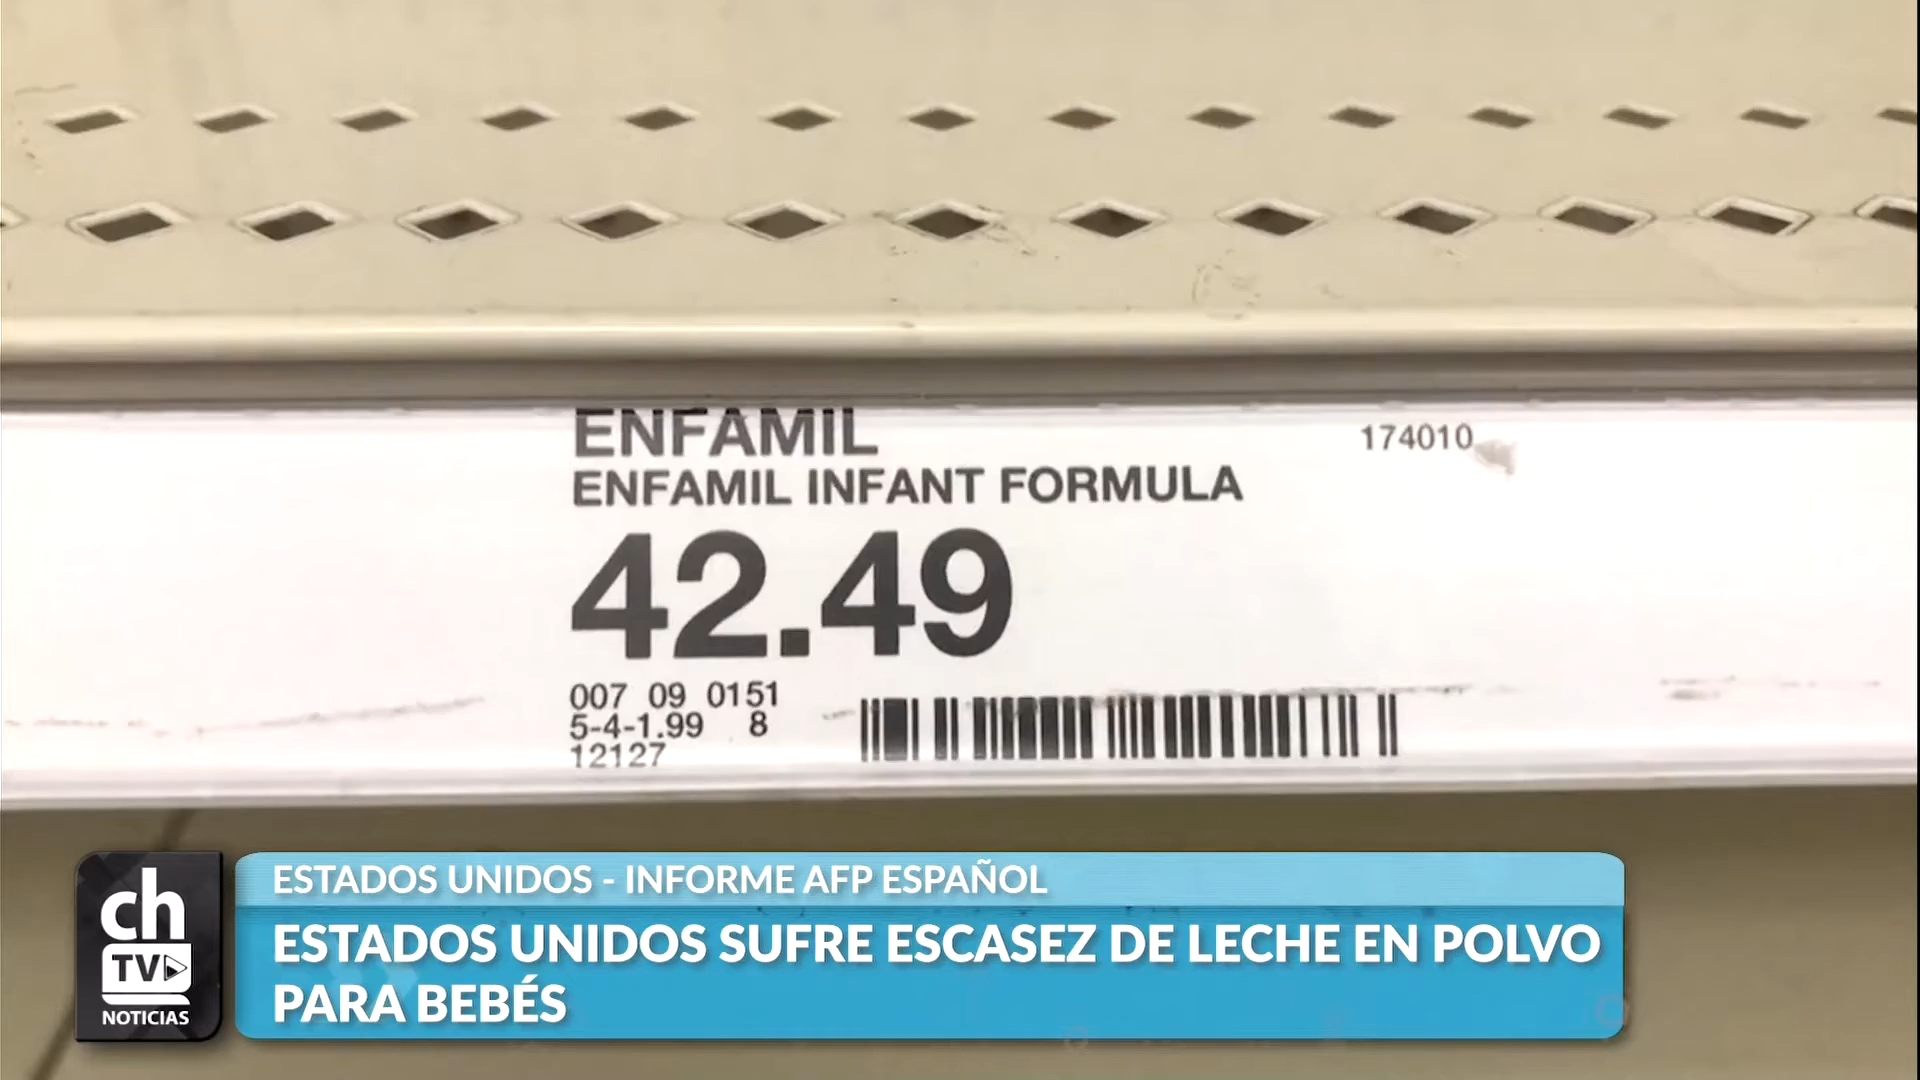 ENFAMIL
174010
ENFAMIL INFANT FORMULA
42.49
007 09 0151
5-4-1.99 8
12127
ch
TV
NOTICIAS
ESTADOS UNIDOS - INFORME AFP ESPAÑOL
ESTADOS UNIDOS SUFRE ESCASEZ DE LECHE EN POLVO
PARA BEBÉS